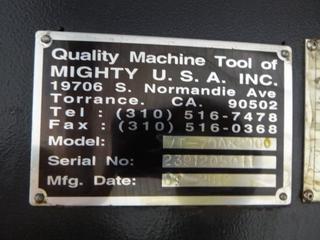 Quality Machine Tool of
MIGHTY U.S.A. INC.
19706 S. Normandie Ave
Torrance. CA. 90502
Tel : (310) 516-7478
Fax : (310) 516-0368
Model:
Serial No:
Mfg. Date: